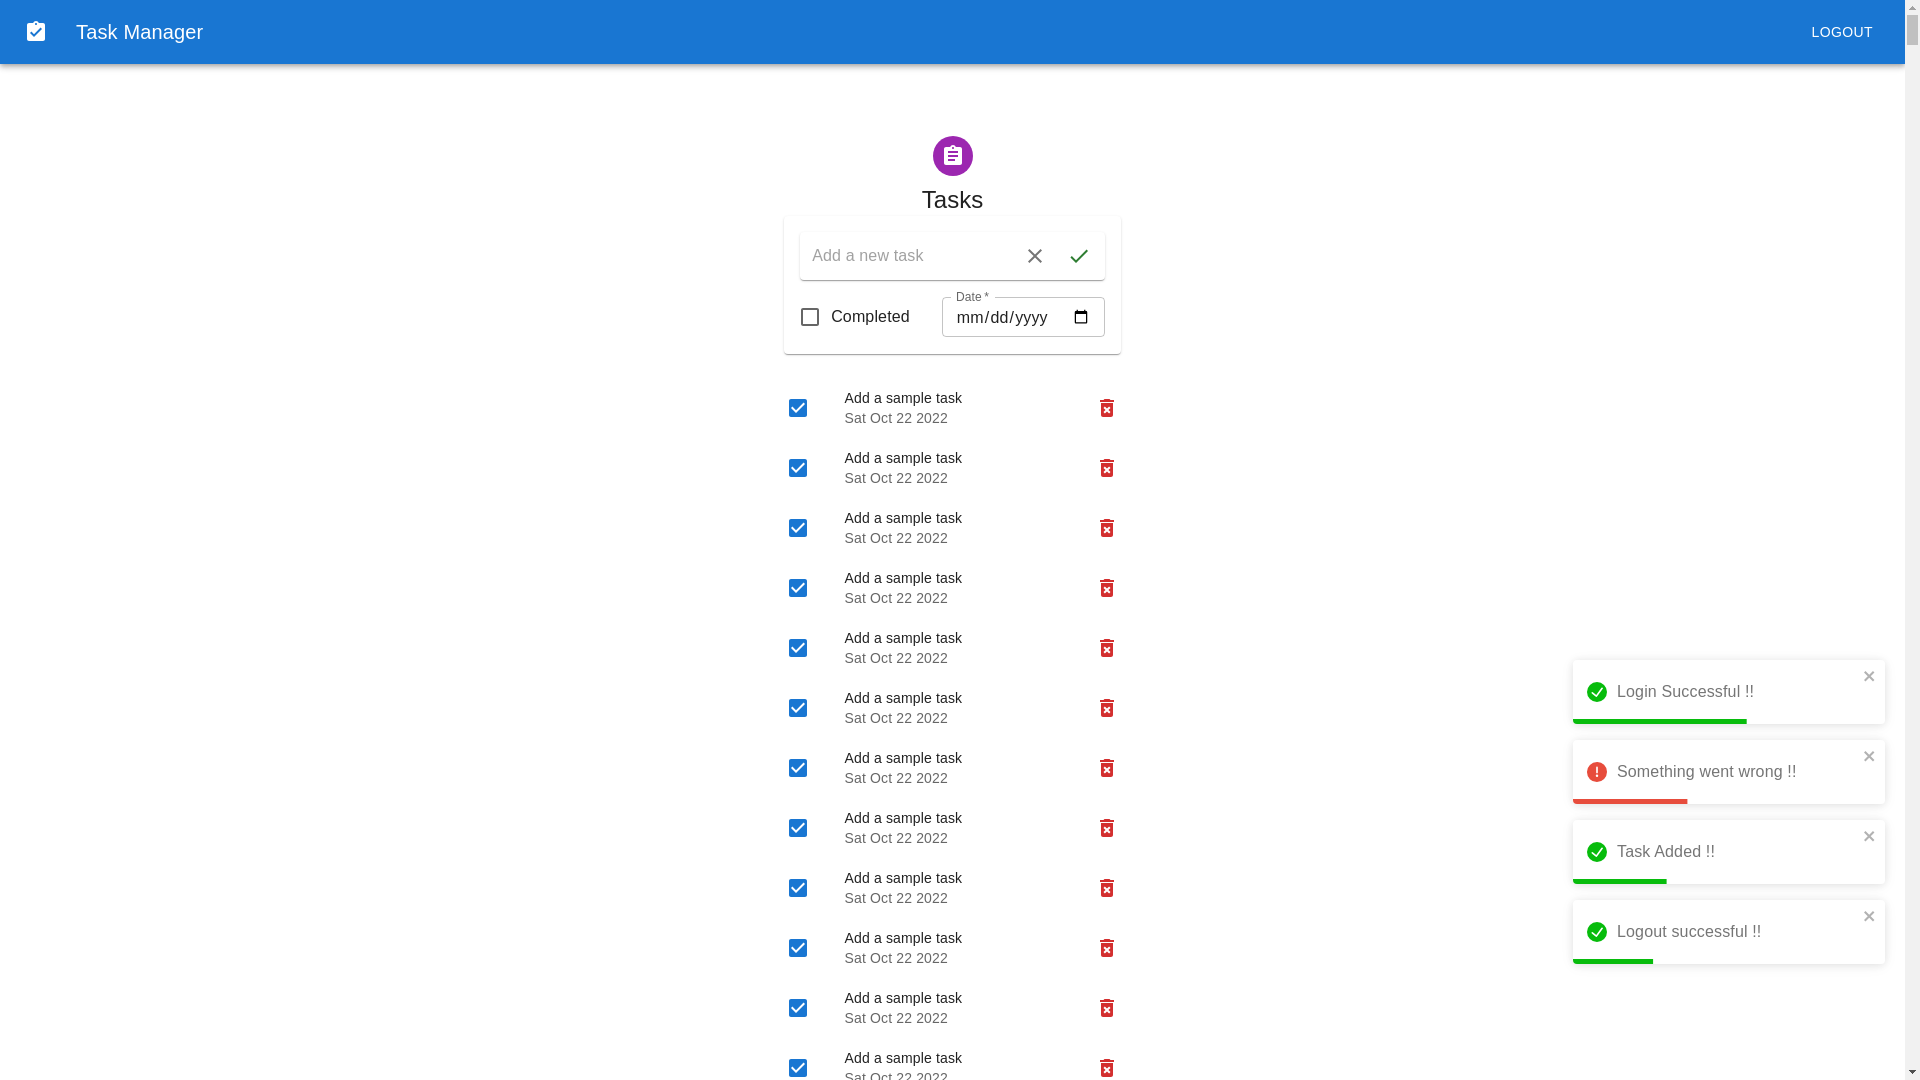 Task Manager
LOGOUT
Tasks
Add a new task
Completed
Date *
mm/dd/yyyy
Add a sample task
Sat Oct 22 2022
Add a sample task
Sat Oct 22 2022
Add a sample task
Sat Oct 22 2022
Add a sample task
Sat Oct 22 2022
Add a sample task
Sat Oct 22 2022
Add a sample task
Sat Oct 22 2022
Add a sample task
Sat Oct 22 2022
Add a sample task
Sat Oct 22 2022
Add a sample task
Sat Oct 22 2022
Add a sample task
Sat Oct 22 2022
Add a sample task
Sat Oct 22 2022
Add a sample task
Sat Oct 22 2022
Login Successful !!
Something went wrong !!
Task Added !!
Logout successful !!